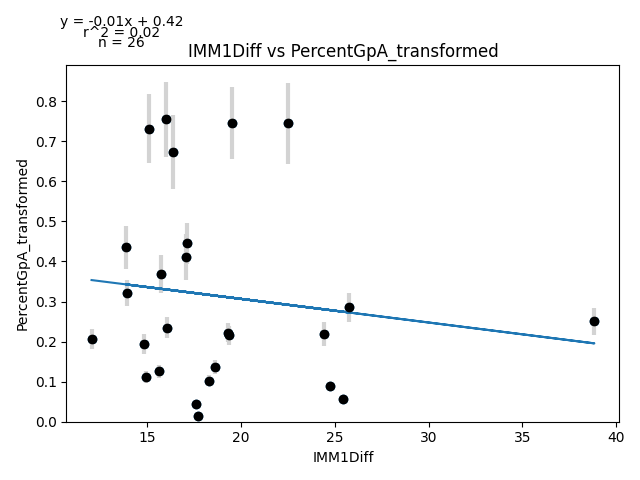 y = -0.01x + 0.42
r^2 = 0.02
n = 26
IMM1Diff vs PercentGpA_transformed
PercentGpA_transformed
0.8
0.7
0.6
0.5
0.4
0.3
0.2
0.1
0.0
15 20 25 30 35 40
IMM1Diff